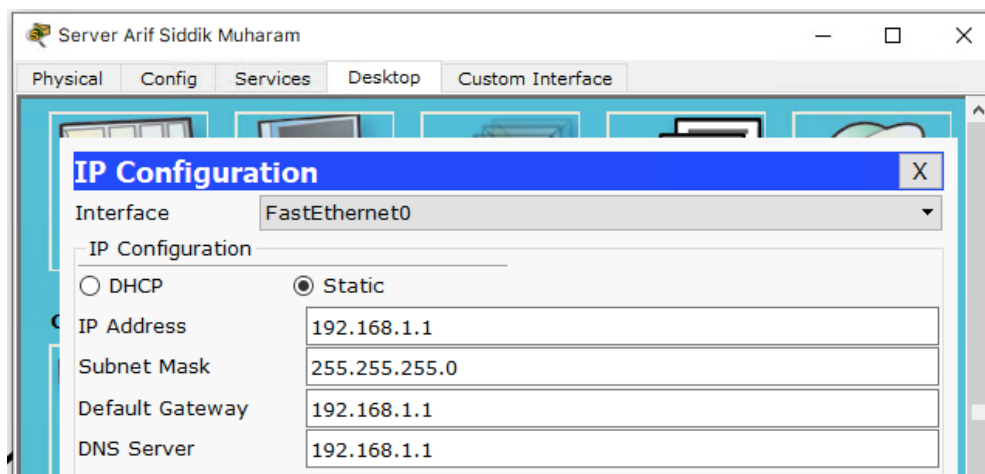 Server Arif Siddik Muharam
Physical Config Services Desktop Custom Interface
IP Configuration X
Interface FastEthernet0
IP Configuration
DHCP Static
IP Address 192.168.1.1
Subnet Mask 255.255.255.0
Default Gateway 192.168.1.1
DNS Server 192.168.1.1